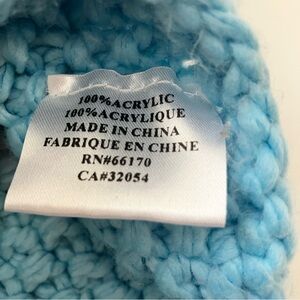 100%ACRYLIC
100%ACRYLIQUE
MADE IN CHINA
FABRIQUE EN CHINE
RN#66170
CA#32054